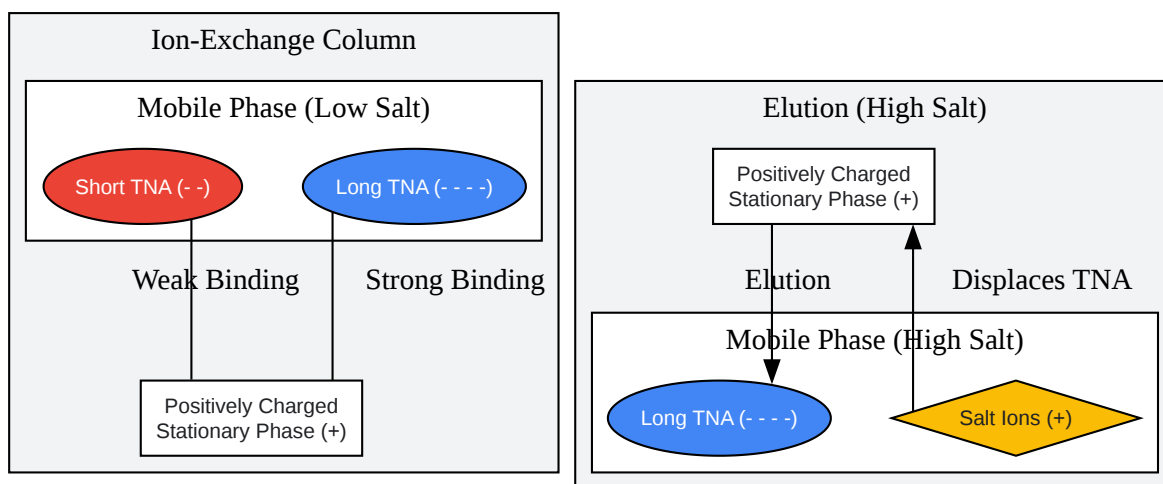 Ion-Exchange Column
Mobile Phase (Low Salt)
Short TNA (- -)
Long TNA (- - - -)
Weak Binding
Strong Binding
Positively Charged
Stationary Phase (+)
Elution (High Salt)
Positively Charged
Stationary Phase (+)
Elution
Displaces TNA
Mobile Phase (High Salt)
Long TNA (- - - -)
Salt Ions (+)